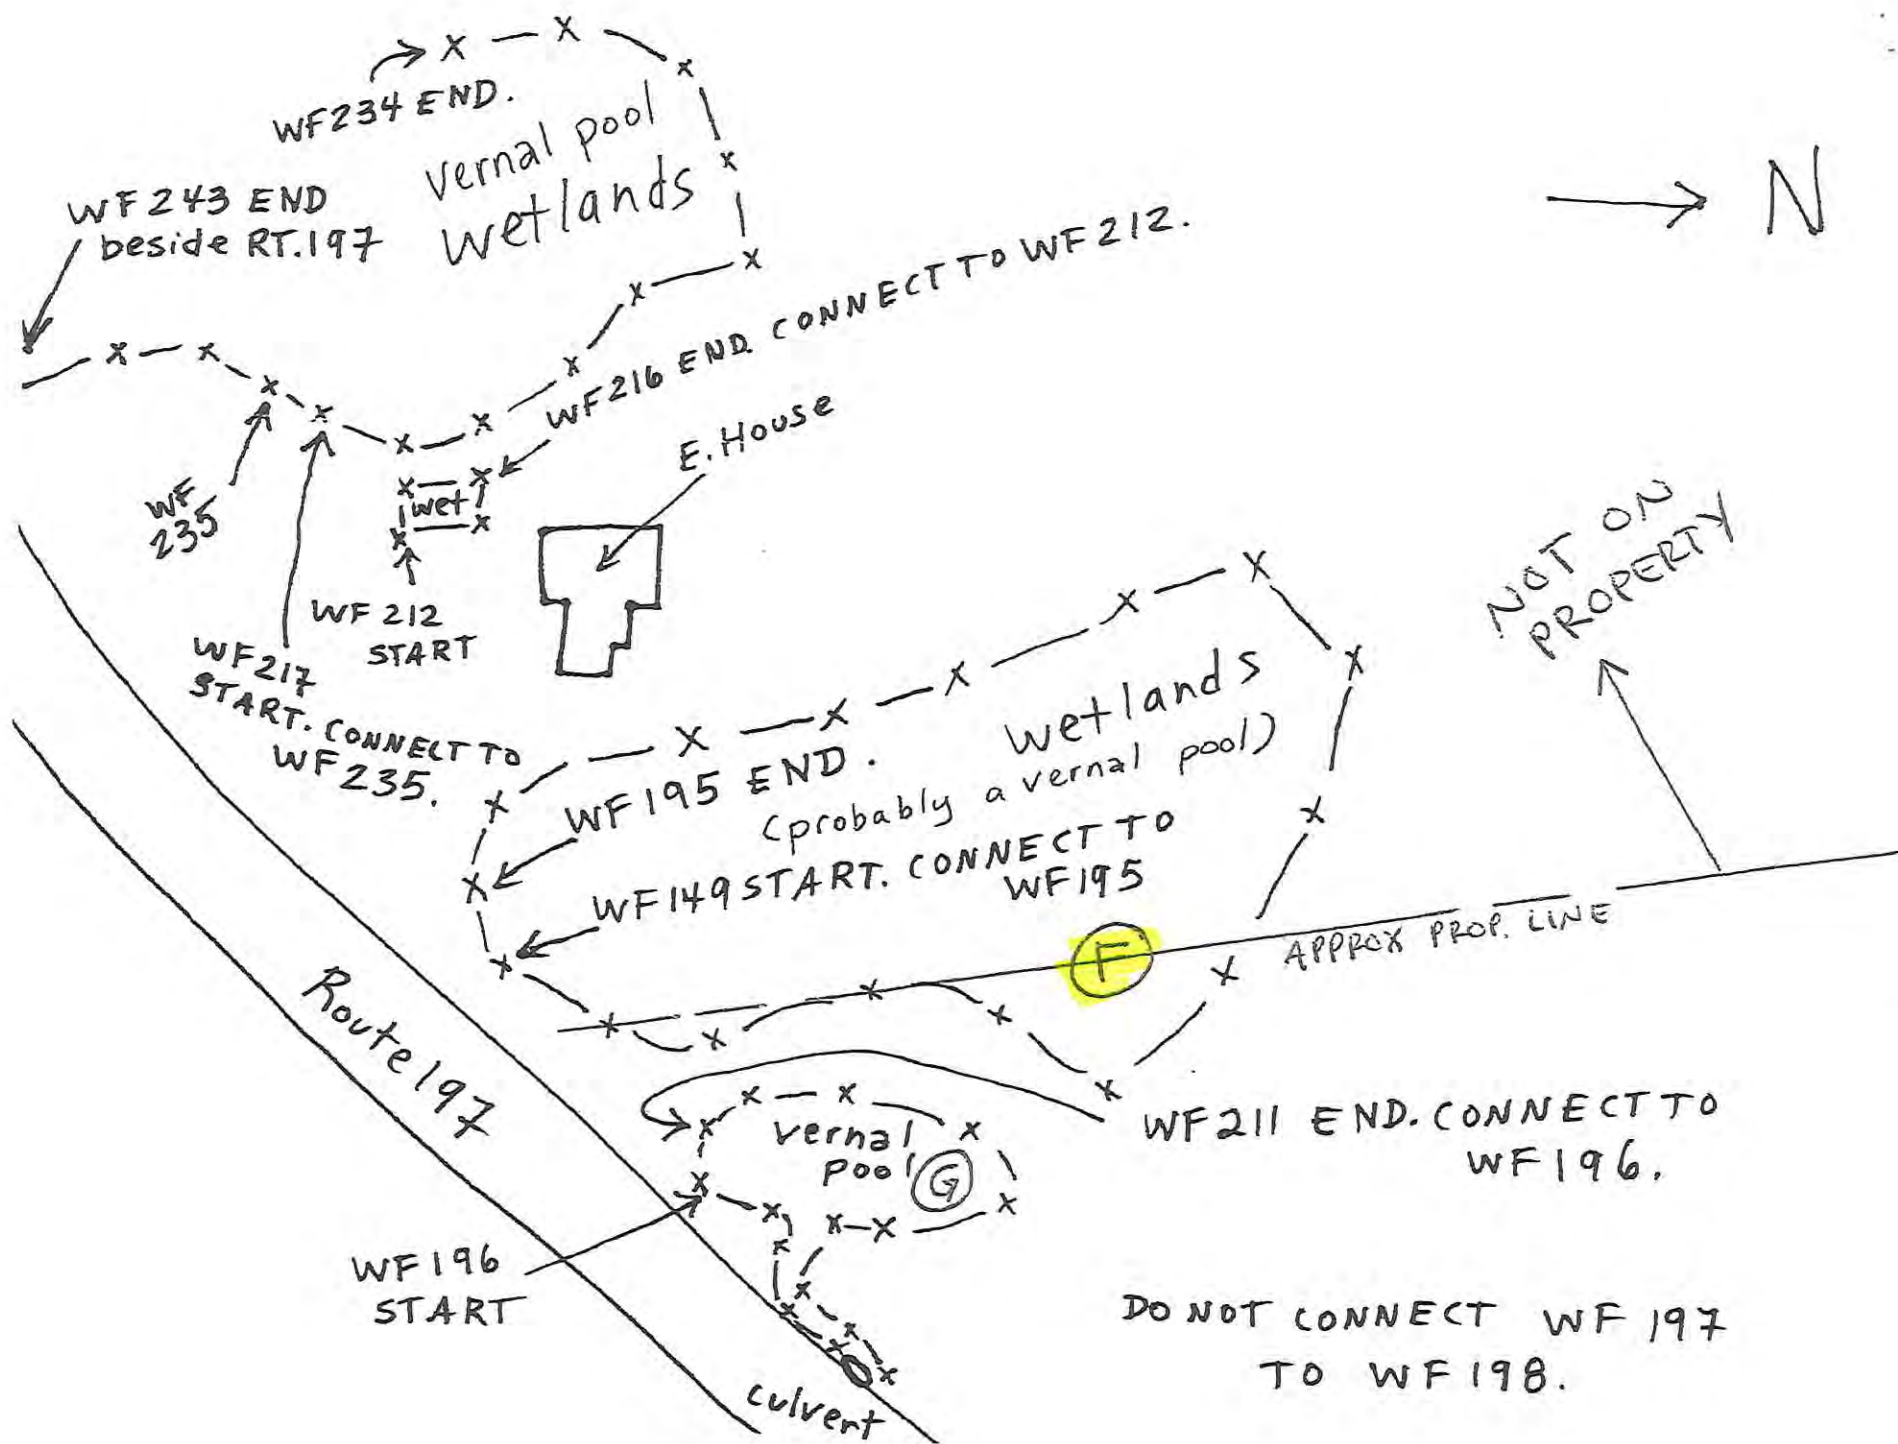 WF234 END.
vernal pool
wetlands
WF 243 END
beside RT.197
N
WF216 END. CONNECT TO WF212.
E. House
WF
235
wet
WF 212
START
WF217
START. CONNECT TO
WF235.
NOT ON
PROPERTY
wetlands
(probably a vernal pool)
WF195 END.
WF149 START. CONNECT TO
WF195
F
APPROX PROP. LINE
Route 197
vernal
pool
G
WF211 END. CONNECT TO
WF196.
WF196
START
DO NOT CONNECT WF 197
TO WF198.
culvert